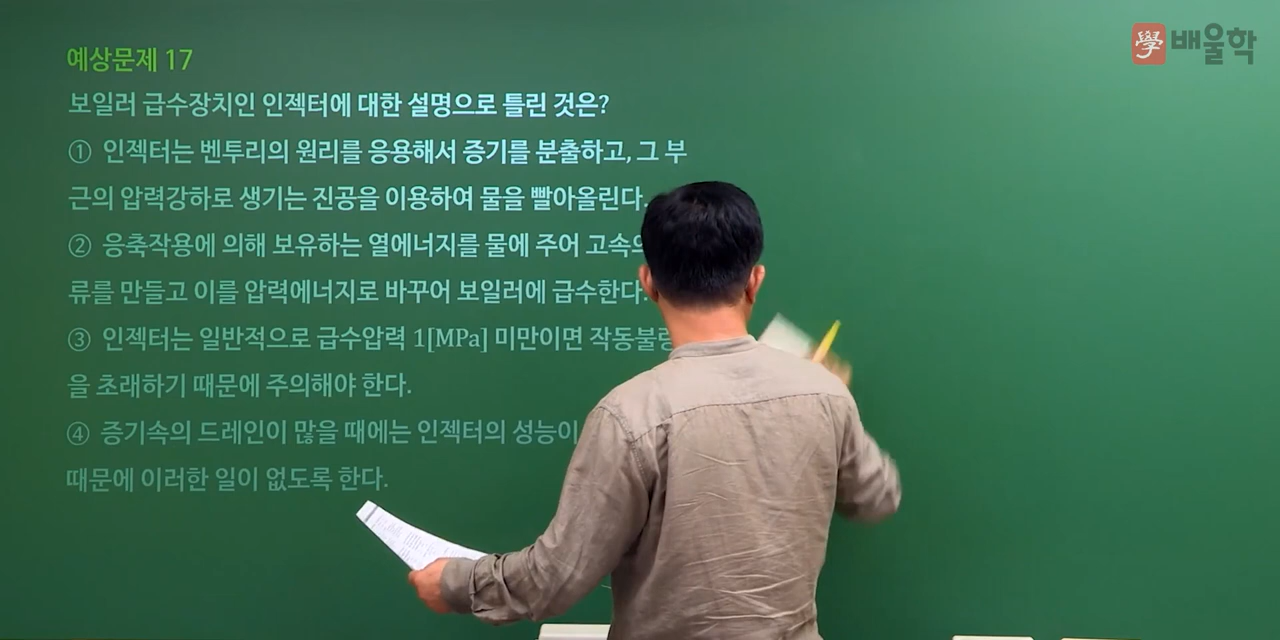 예상문제 17
學 배울학
보일러 급수장치인 인젝터에 대한 설명으로 틀린 것은?
① 인젝터는 벤투리의 원리를 응용해서 증기를 분출하고, 그 부
근의 압력강하로 생기는 진공을 이용하여 물을 빨아올린다.
② 응축작용에 의해 보유하는 열에너지를 물에 주어 고속의
류를 만들고 이를 압력에너지로 바꾸어 보일러에 급수한다.
③ 인젝터는 일반적으로 급수압력 1[MPa] 미만이면 작동불량
을 초래하기 때문에 주의해야 한다.
④ 증기속의 드레인이 많을 때에는 인젝터의 성능이
때문에 이러한 일이 없도록 한다.